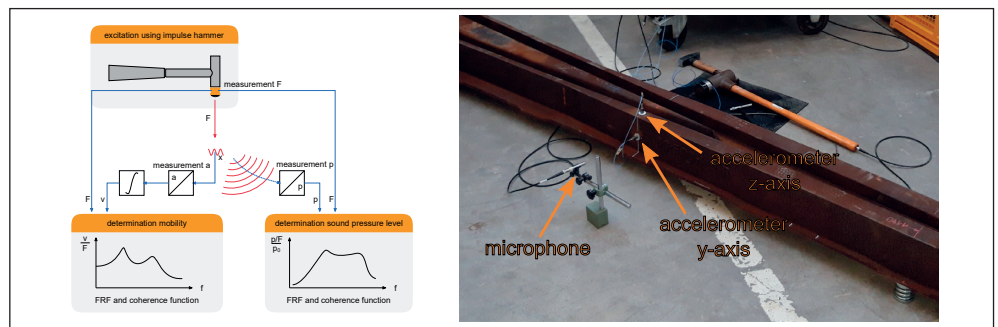 excitation using impulse hammer
measurement F
F
x
measurement a
measurement p
a
p
F
v
p
F
determination mobility
determination sound pressure level
v
F
f
FRF and coherence function
p/F
p₀
f
FRF and coherence function
accelerometer
z-axis
accelerometer
y-axis
microphone